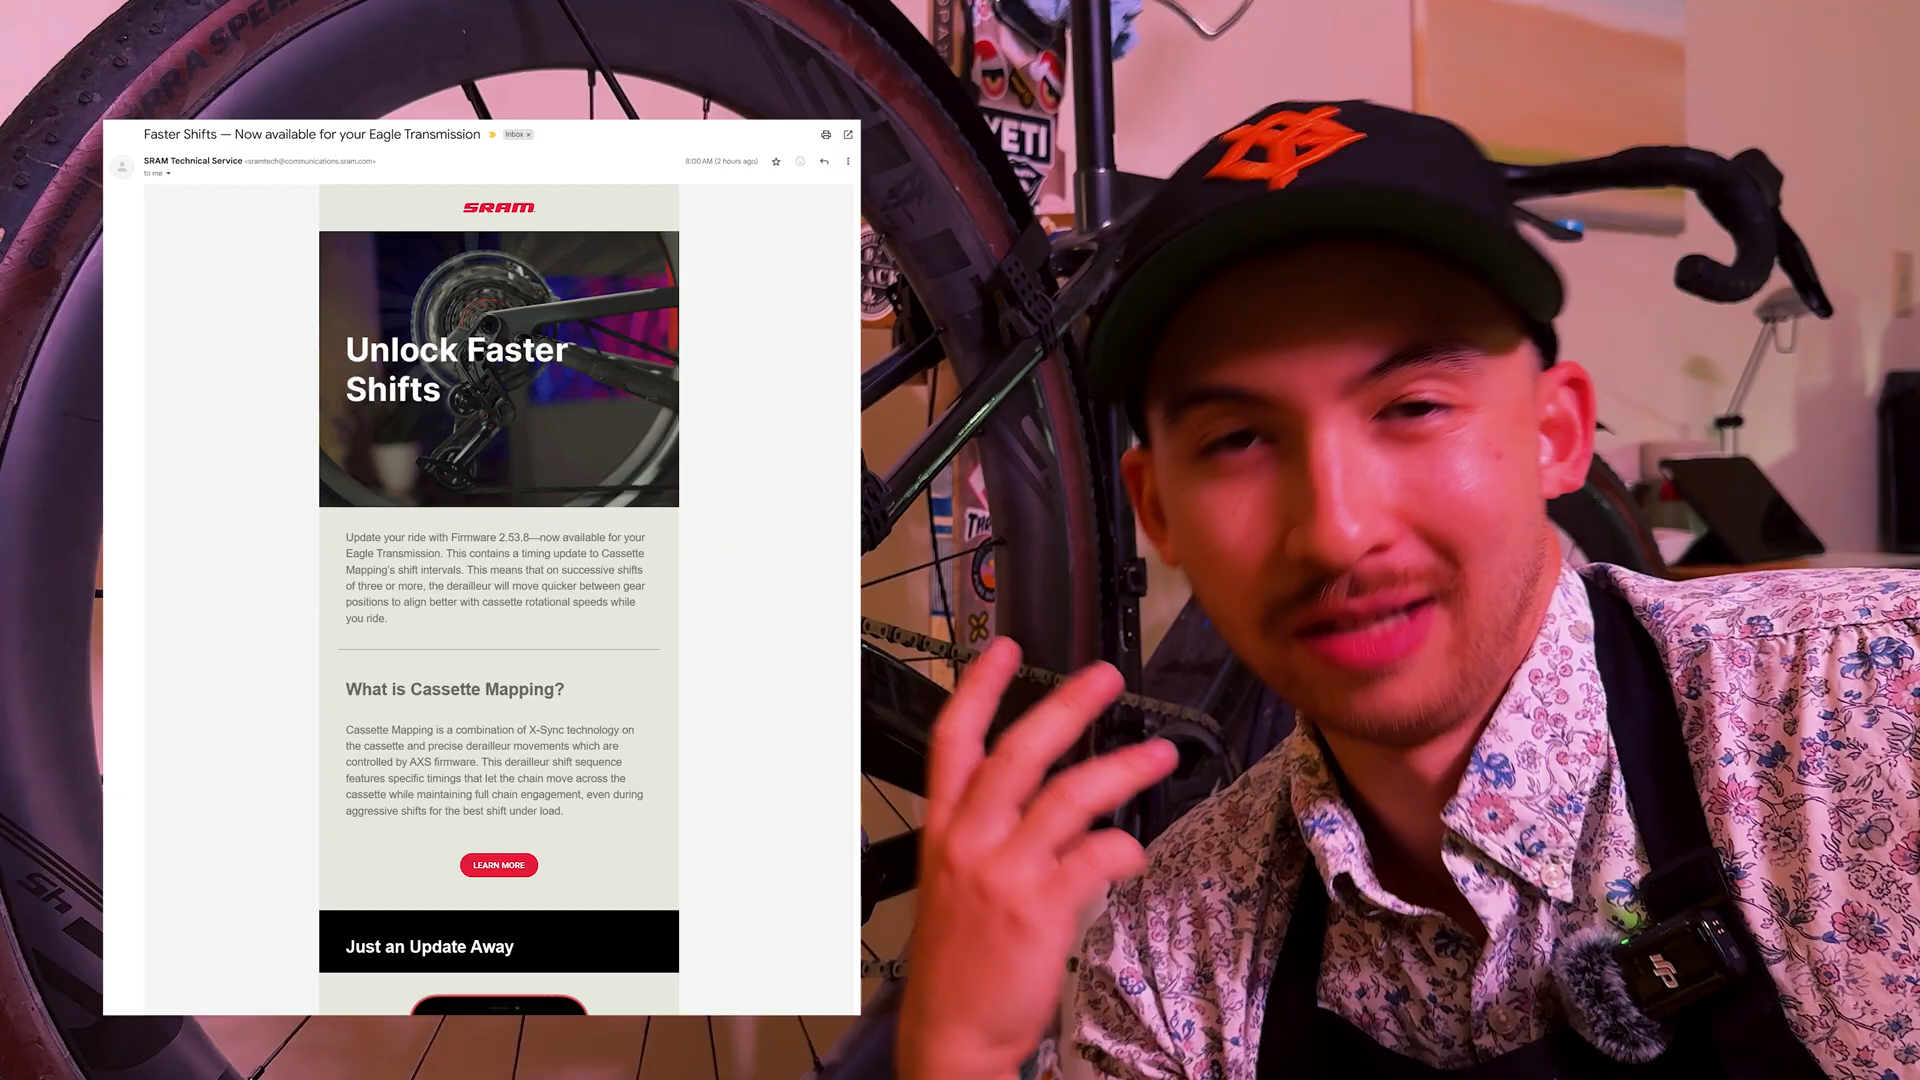 Faster Shifts — Now available for your Eagle Transmission
Inbox ×
SRAM Technical Service <sramtech@communications.sram.com>
8:00 AM (2 hours ago)
to me
SRAM
Unlock Faster
Shifts
Update your ride with Firmware 2.53.8—now available for your
Eagle Transmission. This contains a timing update to Cassette
Mapping's shift intervals. This means that on successive shifts
of three or more, the derailleur will move quicker between gear
positions to align better with cassette rotational speeds while
you ride.
What is Cassette Mapping?
Cassette Mapping is a combination of X-Sync technology on
the cassette and precise derailleur movements which are
controlled by AXS firmware. This derailleur shift sequence
features specific timings that let the chain move across the
cassette while maintaining full chain engagement, even during
aggressive shifts for the best shift under load.
LEARN MORE
Just an Update Away
YETI
dji